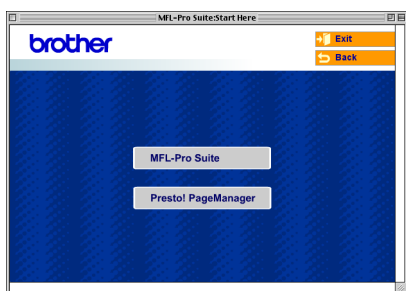 MFL-Pro Suite:Start Here
brother
Exit
Back
MFL-Pro Suite
Presto! PageManager